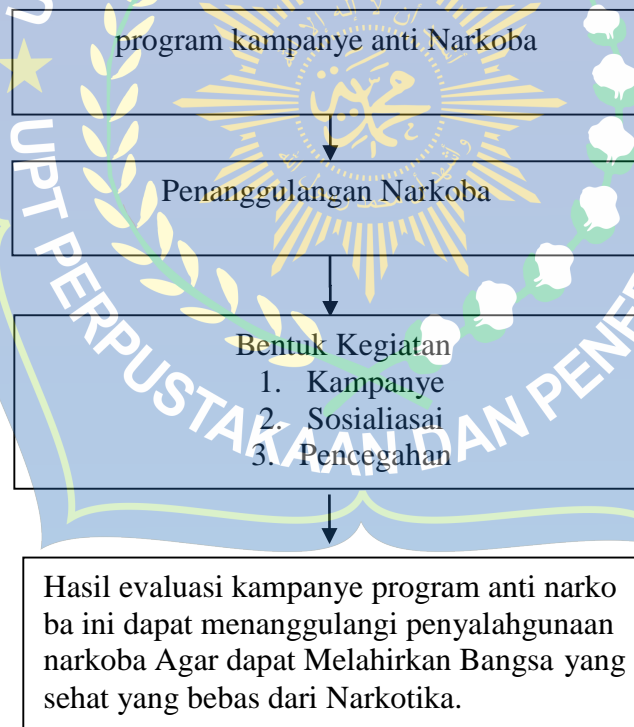 program kampanye anti Narkoba
Penanggulangan Narkoba
Bentuk Kegiatan
1. Kampanye
2. Sosialiasai
3. Pencegahan
Hasil evaluasi kampanye program anti narko
ba ini dapat menanggulangi penyalahgunaan
narkoba Agar dapat Melahirkan Bangsa yang
sehat yang bebas dari Narkotika.
UPT PERPUSTAKAAN DAN PENE